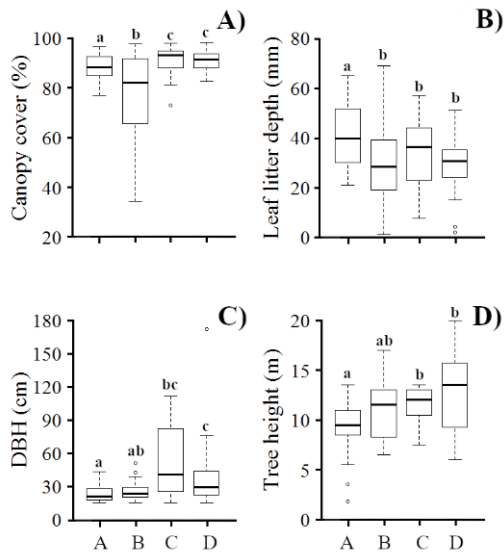 A)
Canopy cover (%)
100
80
60
40
20
a
b
c
c
B)
Leaf litter depth (mm)
80
60
40
20
0
a
b
b
b
C)
DBH (cm)
180
150
120
90
60
30
0
a
ab
bc
c
A
B
C
D
D)
Tree height (m)
20
15
10
5
0
a
ab
b
b
A
B
C
D